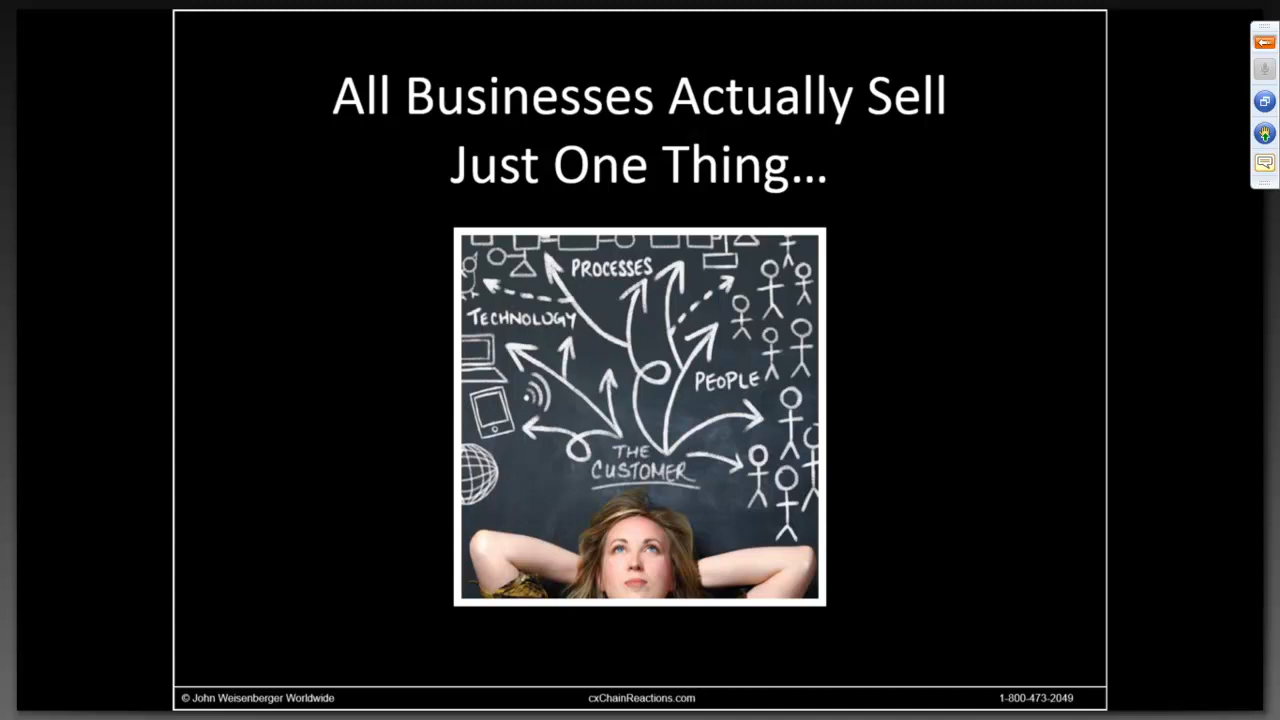 All Businesses Actually Sell
Just One Thing...
PROCESSES
TECHNOLOGY
PEOPLE
THE
CUSTOMER
© John Weisenberger Worldwide
cxChainReactions.com
1-800-473-2049